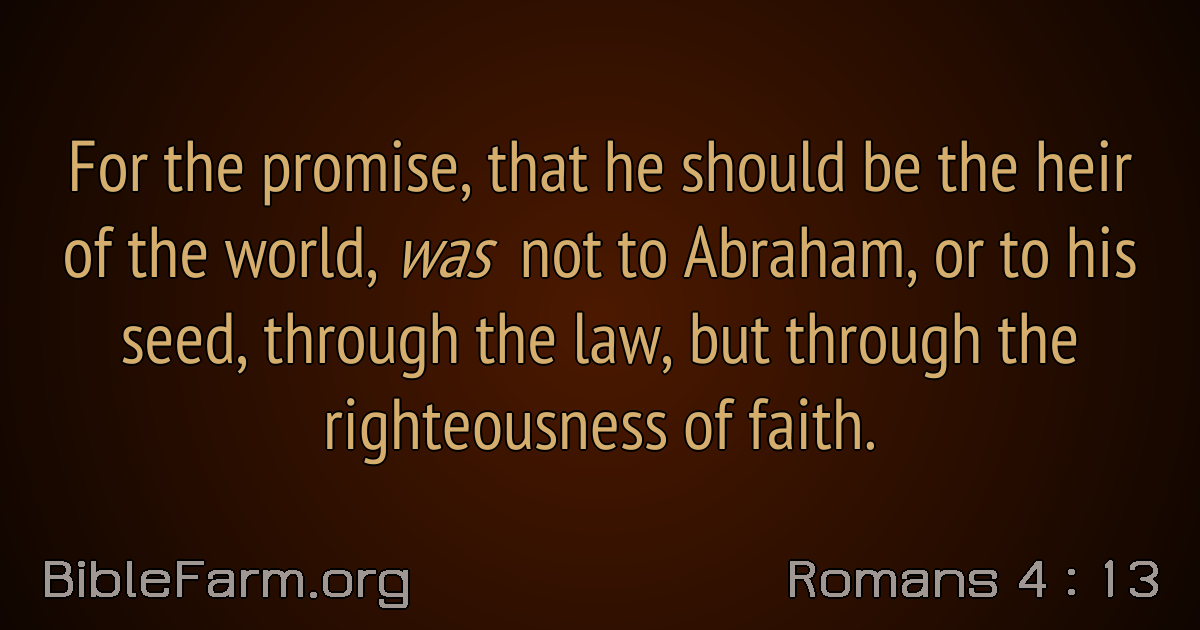 For the promise, that he should be the heir
of the world, was not to Abraham, or to his
seed, through the law, but through the
righteousness of faith.
BibleFarm.org
Romans 4 : 13